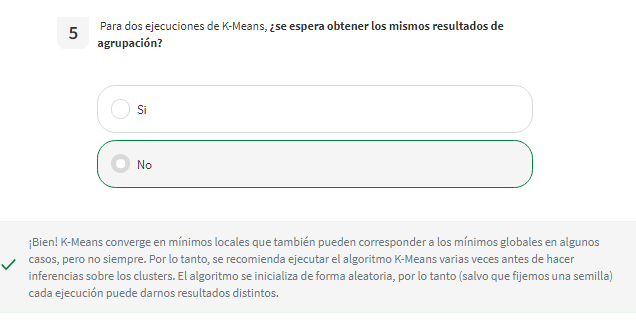 5
Para dos ejecuciones de K-Means, ¿se espera obtener los mismos resultados de
agrupación?
Si
No
¡Bien! K-Means converge en mínimos locales que también pueden corresponder a los mínimos globales en algunos
casos, pero no siempre. Por lo tanto, se recomienda ejecutar el algoritmo K-Means varias veces antes de hacer
inferencias sobre los clusters. El algoritmo se inicializa de forma aleatoria, por lo tanto (salvo que fijemos una semilla)
cada ejecución puede darnos resultados distintos.